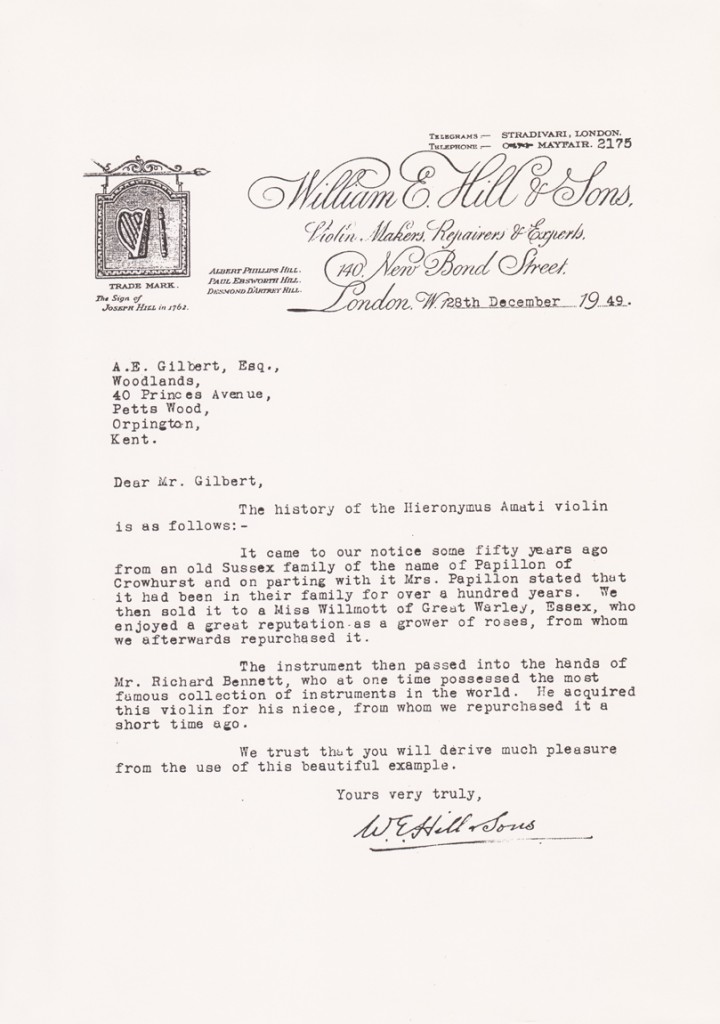 TELEGRAMS:— STRADIVARI, LONDON.
TELEPHONE:— MAYFAIR. 2175
William E. Hill & Sons,
Violin Makers, Repairers & Experts,
140, New Bond Street,
London, W.1 28th December 19 49.
TRADE MARK.
The Sign of
JOSEPH HILL in 1762.
ALBERT PHILLIPS HILL.
PAUL EBSWORTH HILL.
DESMOND D'ARTREY HILL.
A.E. Gilbert, Esq.,
Woodlands,
40 Princes Avenue,
Petts Wood,
Orpington,
Kent.
Dear Mr. Gilbert,
The history of the Hieronymus Amati violin
is as follows:-
It came to our notice some fifty years ago
from an old Sussex family of the name of Papillon of
Crowhurst and on parting with it Mrs. Papillon stated that
it had been in their family for over a hundred years. We
then sold it to a Miss Willmott of Great Warley, Essex, who
enjoyed a great reputation as a grower of roses, from whom
we afterwards repurchased it.
The instrument then passed into the hands of
Mr. Richard Bennett, who at one time possessed the most
famous collection of instruments in the world. He acquired
this violin for his niece, from whom we repurchased it a
short time ago.
We trust that you will derive much pleasure
from the use of this beautiful example.
Yours very truly,
W.E. Hill & Sons